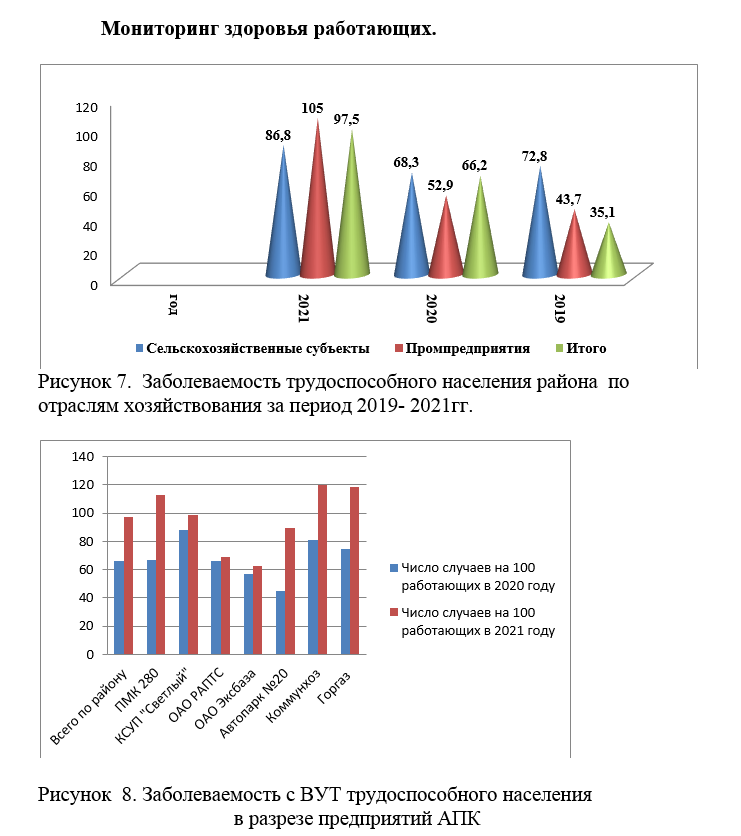 Мониторинг здоровья работающих.
120
100
80
60
40
20
0
86,8
105
97,5
68,3
52,9
66,2
72,8
43,7
35,1
год
2021
2020
2019
Сельскохозяйственные субъекты Промпредприятия Итого
Рисунок 7. Заболеваемость трудоспособного населения района по
отраслям хозяйствования за период 2019- 2021гг.
140
120
100
80
60
40
20
0
Всего по району
ПМК 280
КСУП "Светлый"
ОАО РАПТС
ОАО Эксбаза
Автопарк №20
Коммунхоз
Горгаз
Число случаев на 100
работающих в 2020 году
Число случаев на 100
работающих в 2021 году
Рисунок 8. Заболеваемость с ВУТ трудоспособного населения
в разрезе предприятий АПК